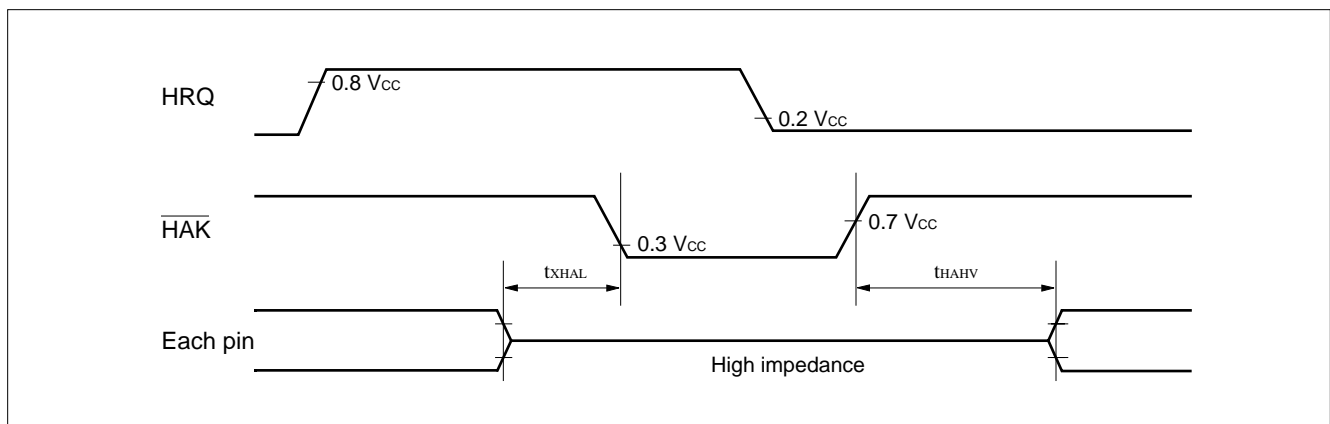 HRQ
0.8 Vcc
0.2 Vcc
HAK
0.3 Vcc
0.7 Vcc
tXHAL
tHAHV
Each pin
High impedance